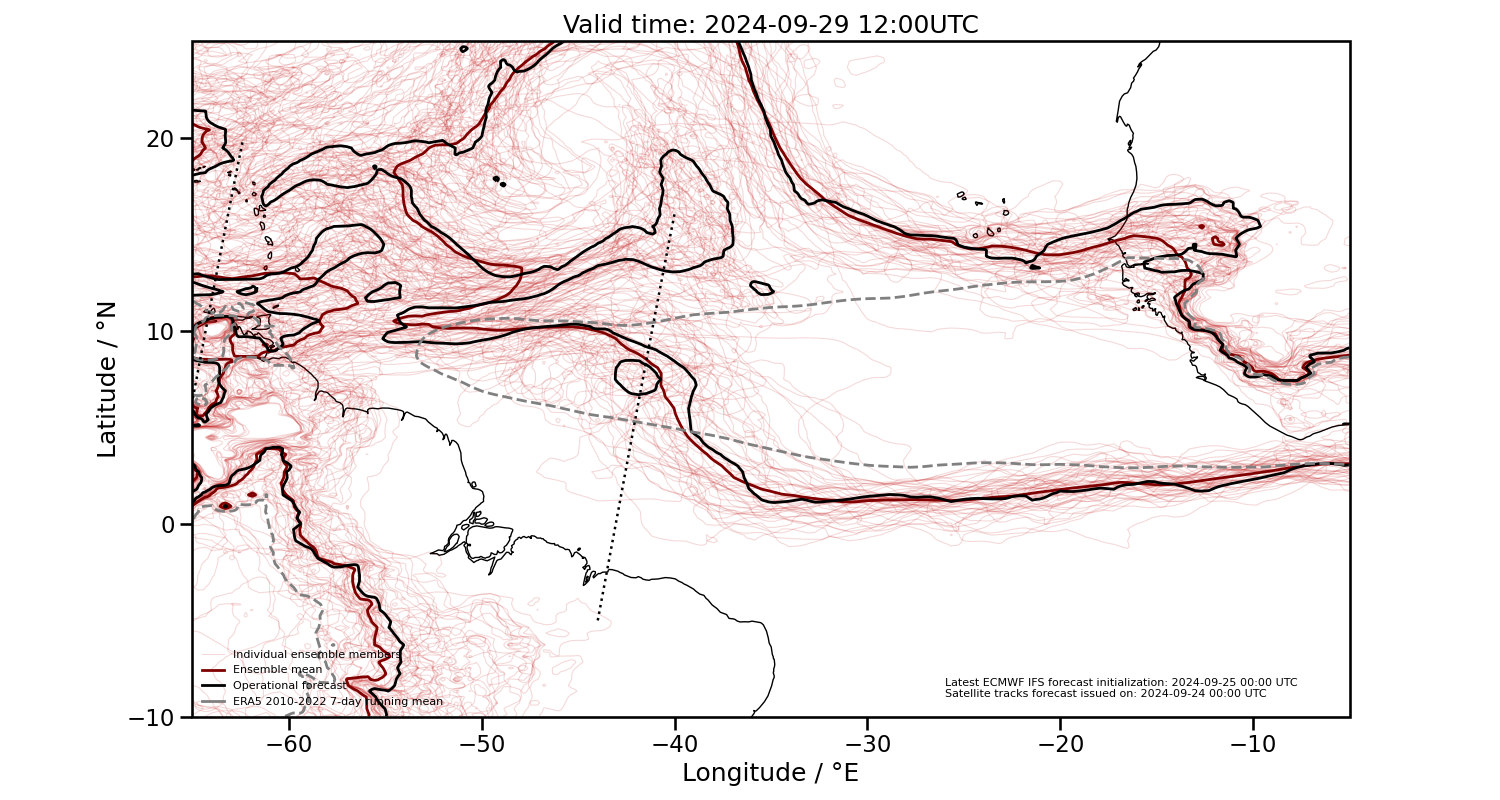 Valid time: 2024-09-29 12:00UTC
20
10
0
−10
Latitude / °N
Individual ensemble members
Ensemble mean
Operational forecast
ERA5 2010-2022 7-day running mean
Latest ECMWF IFS forecast initialization: 2024-09-25 00:00 UTC
Satellite tracks forecast issued on: 2024-09-24 00:00 UTC
−60 −50 −40 −30 −20 −10
Longitude / °E